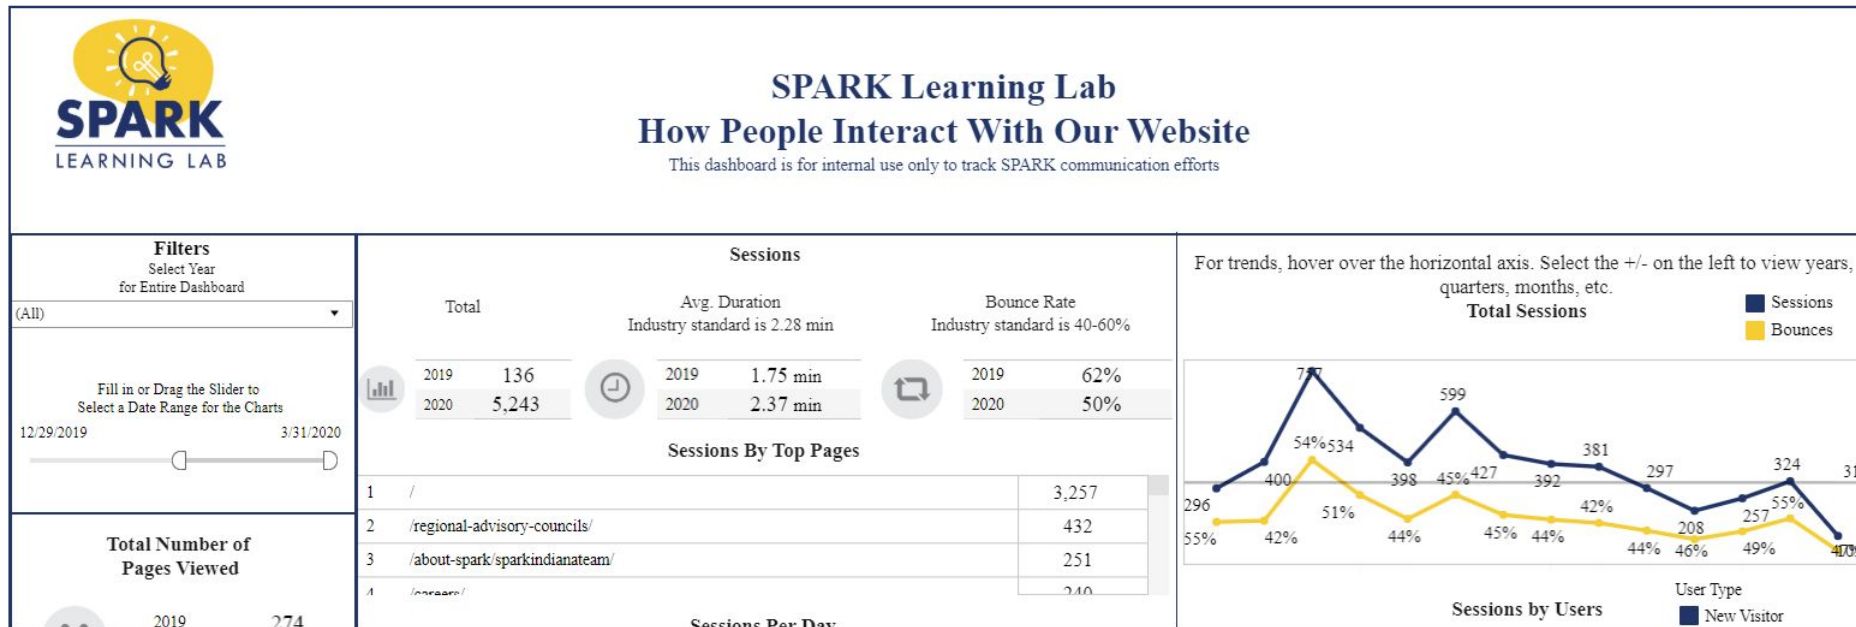 SPARK
LEARNING LAB
SPARK Learning Lab
How People Interact With Our Website
This dashboard is for internal use only to track SPARK communication efforts
Filters
Select Year
for Entire Dashboard
(All)
Fill in or Drag the Slider to
Select a Date Range for the Charts
12/29/2019 3/31/2020
Total Number of
Pages Viewed
2019 274
Sessions
Total
Avg. Duration
Industry standard is 2.28 min
Bounce Rate
Industry standard is 40-60%
2019 136
2020 5,243
2019 1.75 min
2020 2.37 min
2019 62%
2020 50%
Sessions By Top Pages
1 / 3,257
2 /regional-advisory-councils/ 432
3 /about-spark/sparkindianateam/ 251
4 /careers/ 240
Sessions Per Day
For trends, hover over the horizontal axis. Select the +/- on the left to view years,
quarters, months, etc.
Total Sessions
Sessions
Bounces
296 400 534 398 599 427 392 381 297 208 257 324
55% 42% 54% 51% 44% 45% 45% 44% 42% 44% 46% 49% 55%
User Type
Sessions by Users
New Visitor